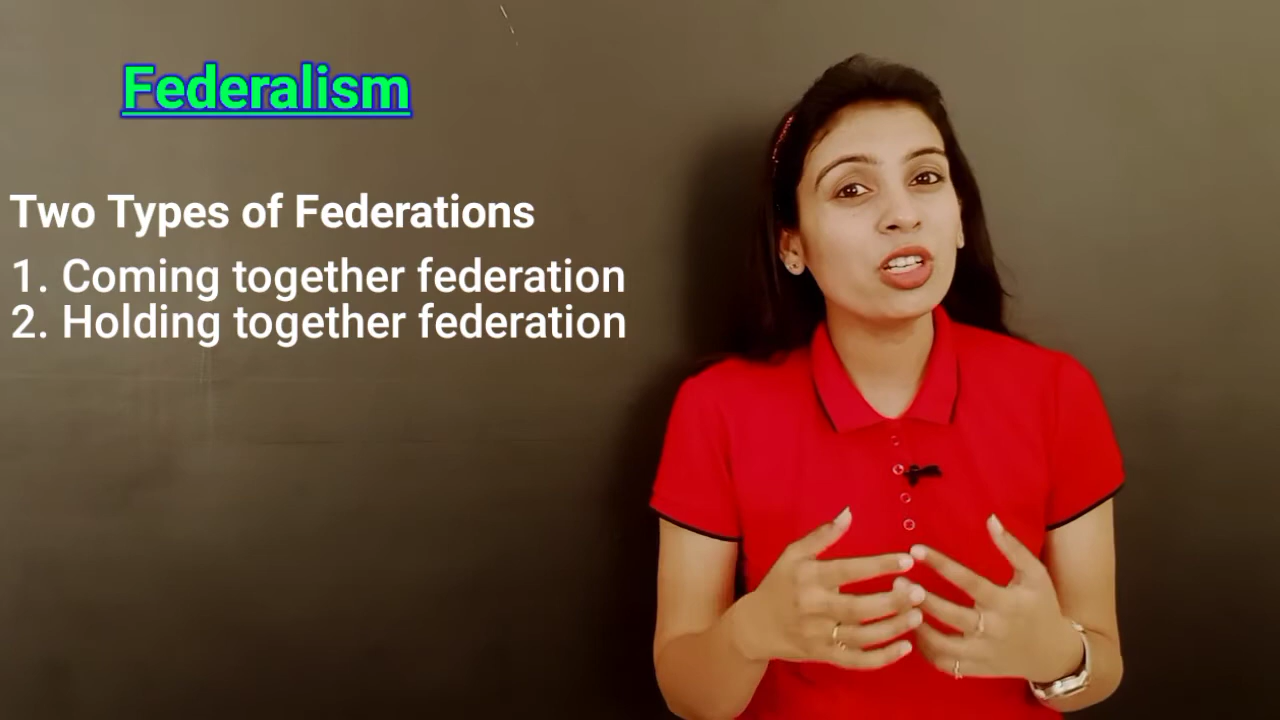 Federalism
Two Types of Federations
1. Coming together federation
2. Holding together federation